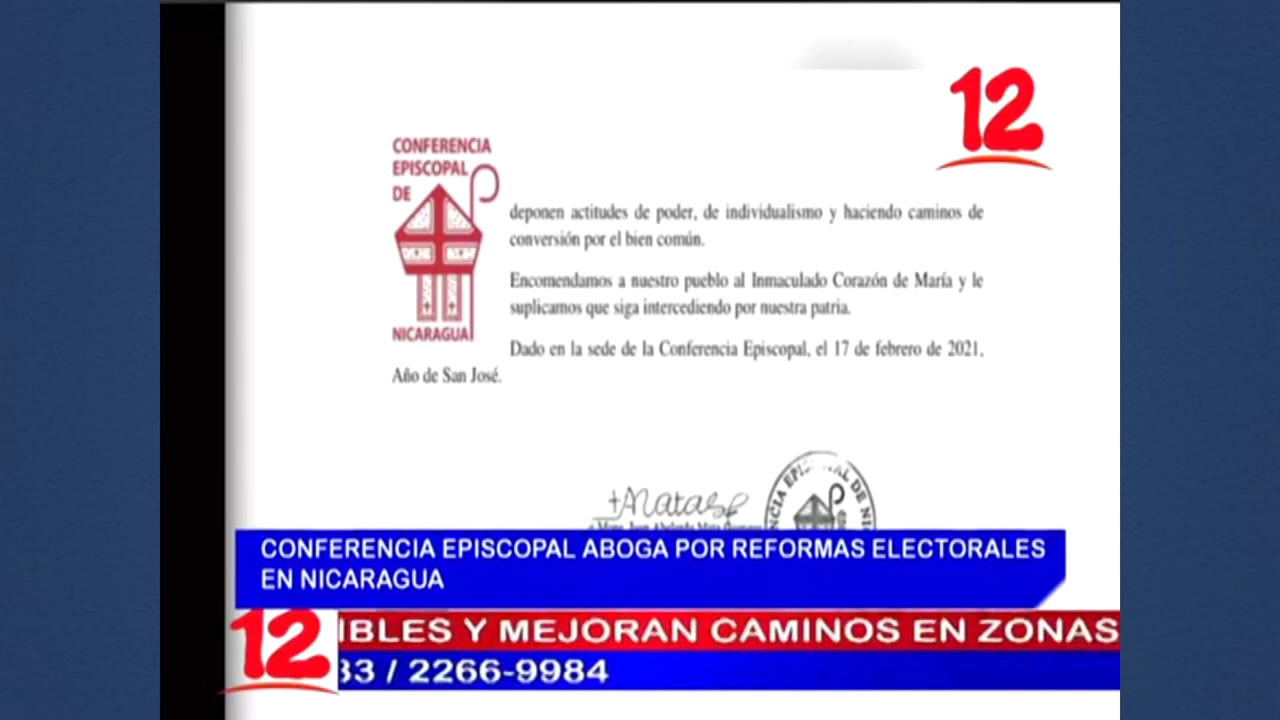 12
CONFERENCIA
EPISCOPAL
DE
NICARAGUA
deponen actitudes de poder, de individualismo y haciendo caminos de
conversión por el bien común.
Encomendamos a nuestro pueblo al Inmaculado Corazón de María y le
suplicamos que siga intercediendo por nuestra patria.
Dado en la sede de la Conferencia Episcopal, el 17 de febrero de 2021,
Año de San José.
+Matas
CONFERENCIA EPISCOPAL ABOGA POR REFORMAS ELECTORALES
EN NICARAGUA
12
IBLES Y MEJORAN CAMINOS EN ZONAS
33 / 2266-9984